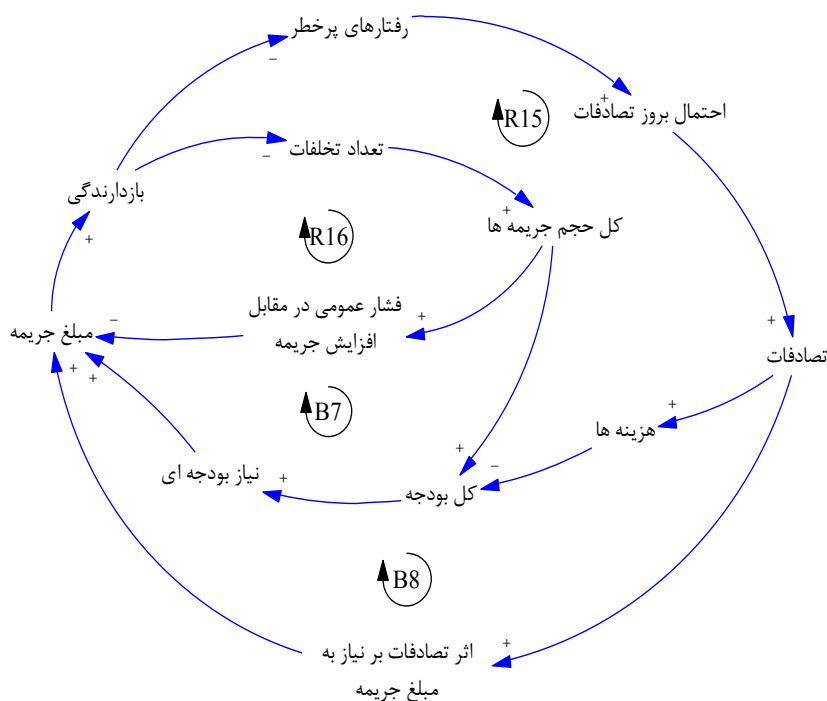 رفتارهای پرخطر
−
+
احتمال بروز تصادفات
R15
تعداد تخلفات
−
بازدارندگی
+
+
کل حجم جریمه ها
R16
فشار عمومی در مقابل
افزایش جریمه
+
−
مبلغ جریمه
+
+
+
تصادفات
B7
+
هزینه ها
+
−
کل بودجه
+
نیاز بودجه ای
B8
+
اثر تصادفات بر نیاز به
مبلغ جریمه